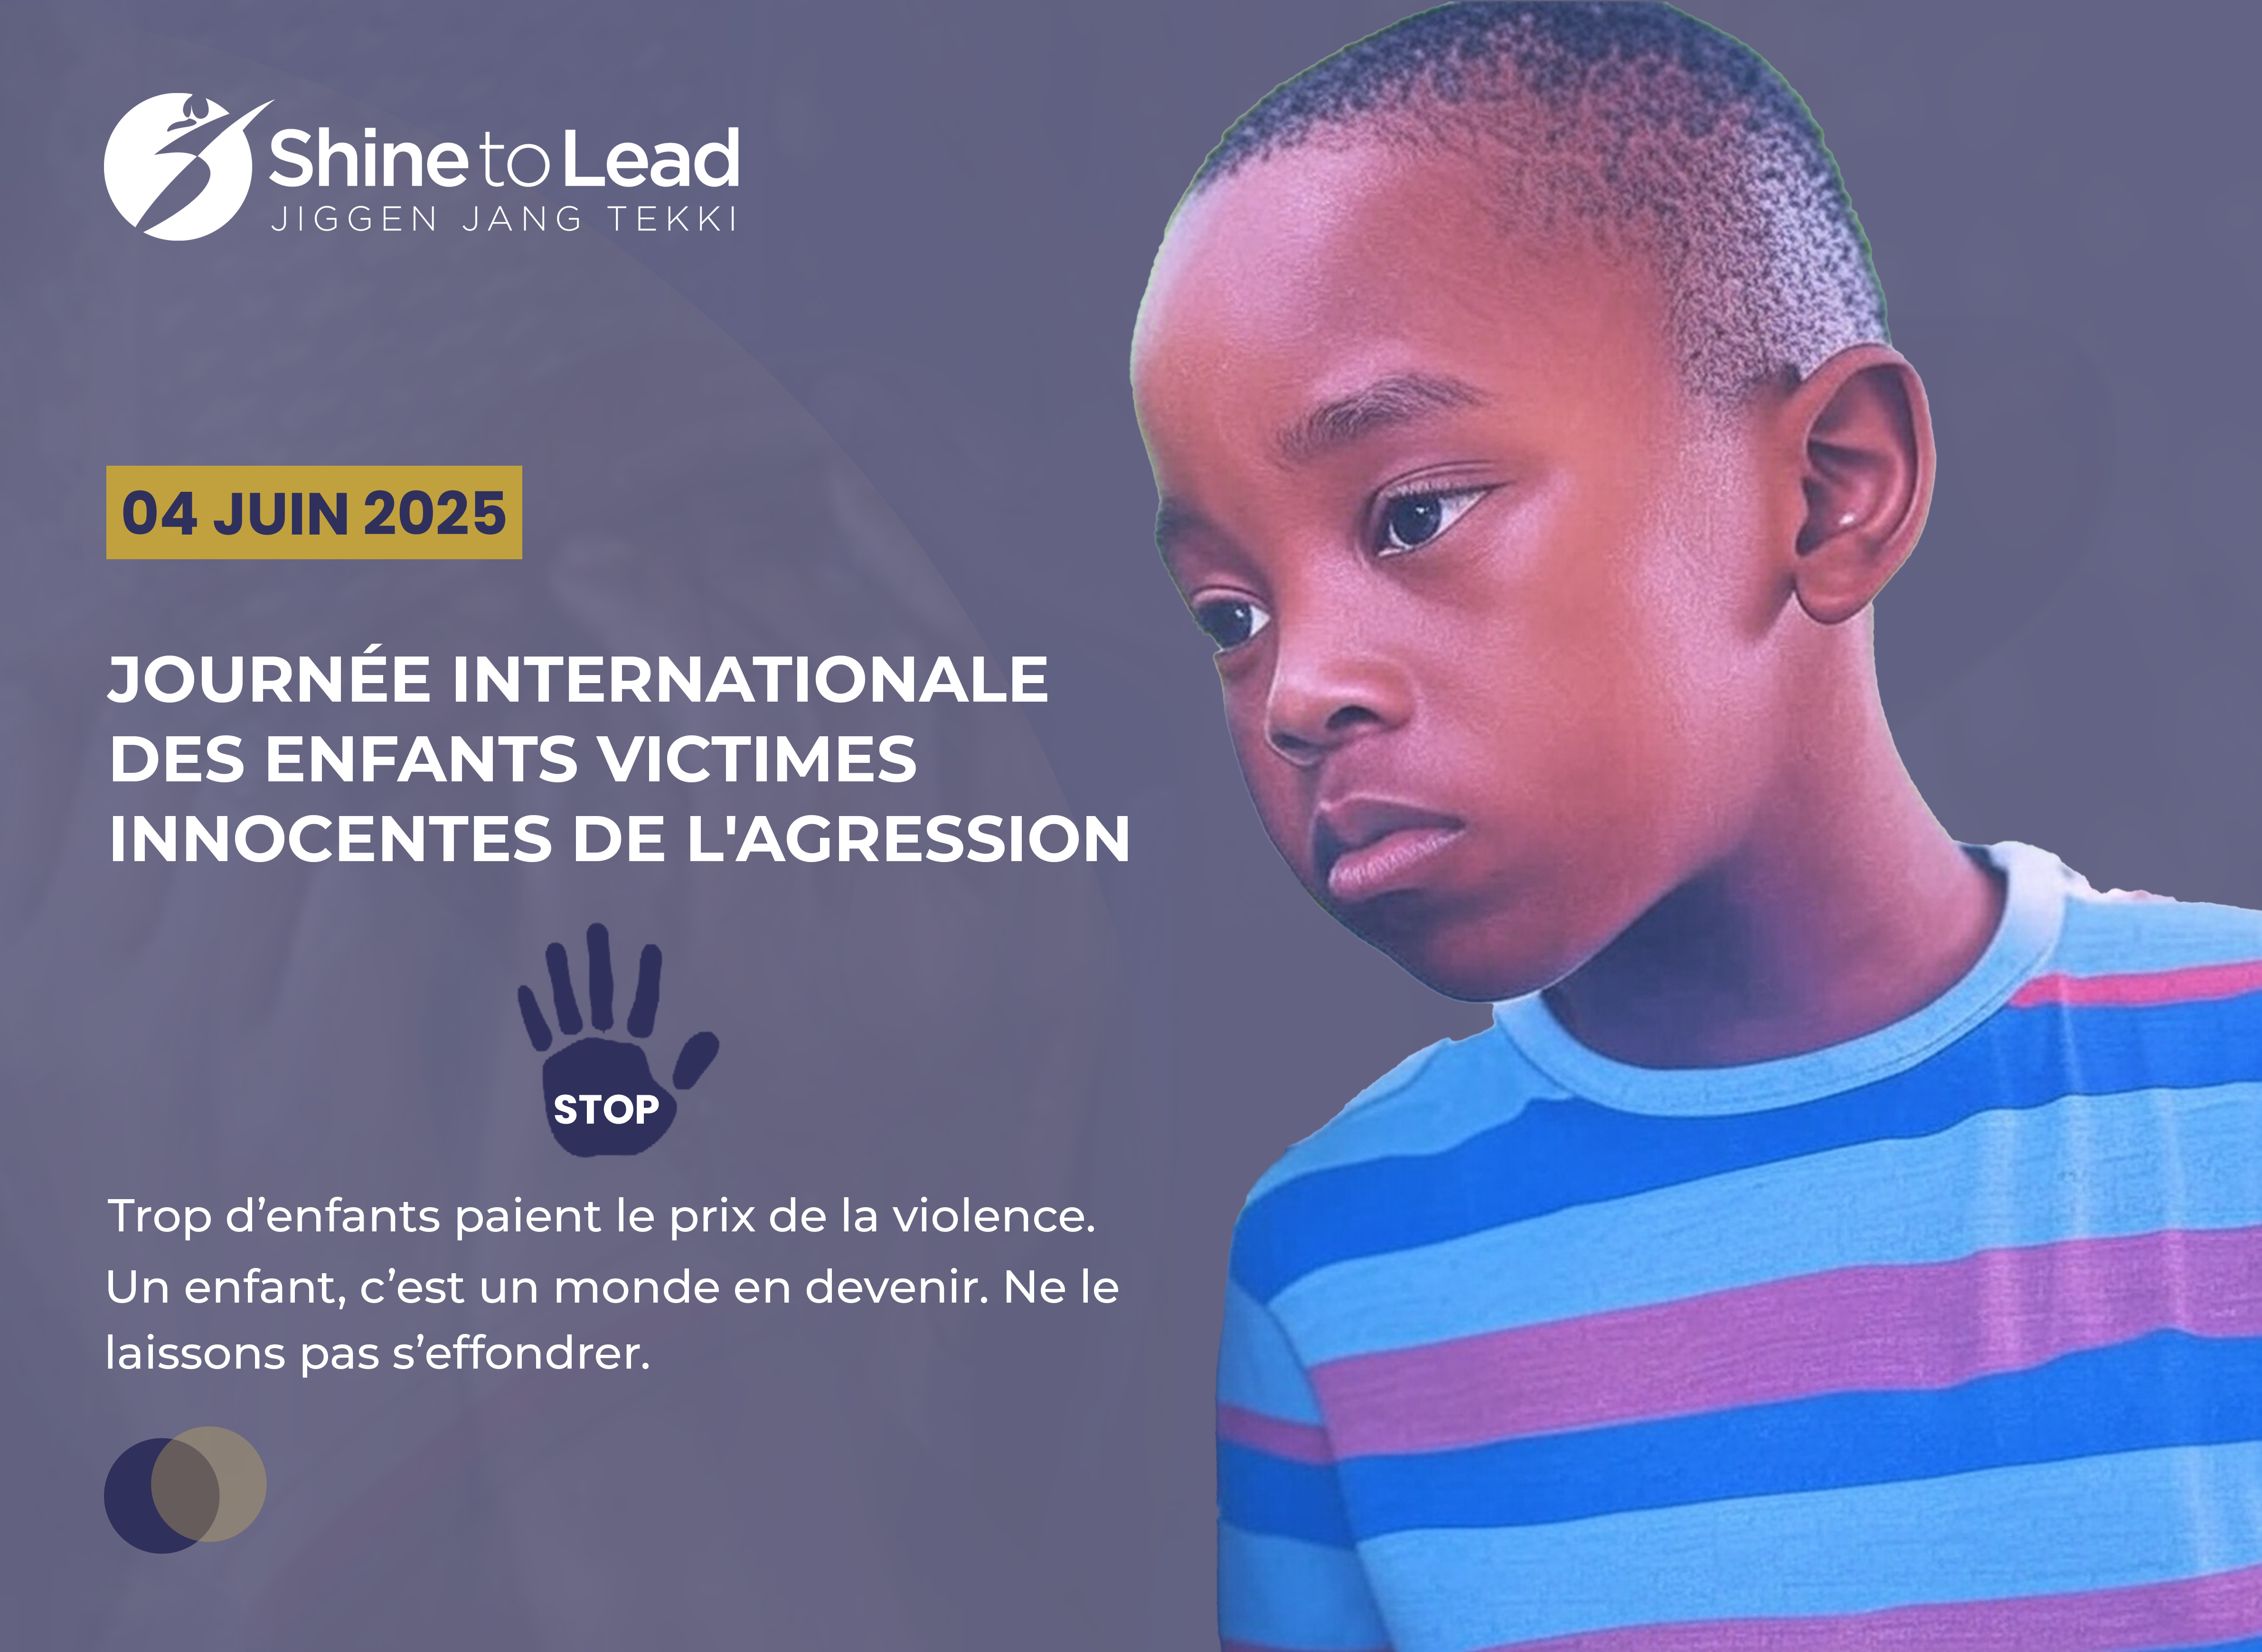 Shine to Lead
JIGGEN JANG TEKKI
04 JUIN 2025
JOURNÉE INTERNATIONALE
DES ENFANTS VICTIMES
INNOCENTES DE L'AGRESSION
STOP
Trop d’enfants paient le prix de la violence.
Un enfant, c’est un monde en devenir. Ne le
laissons pas s’effondrer.